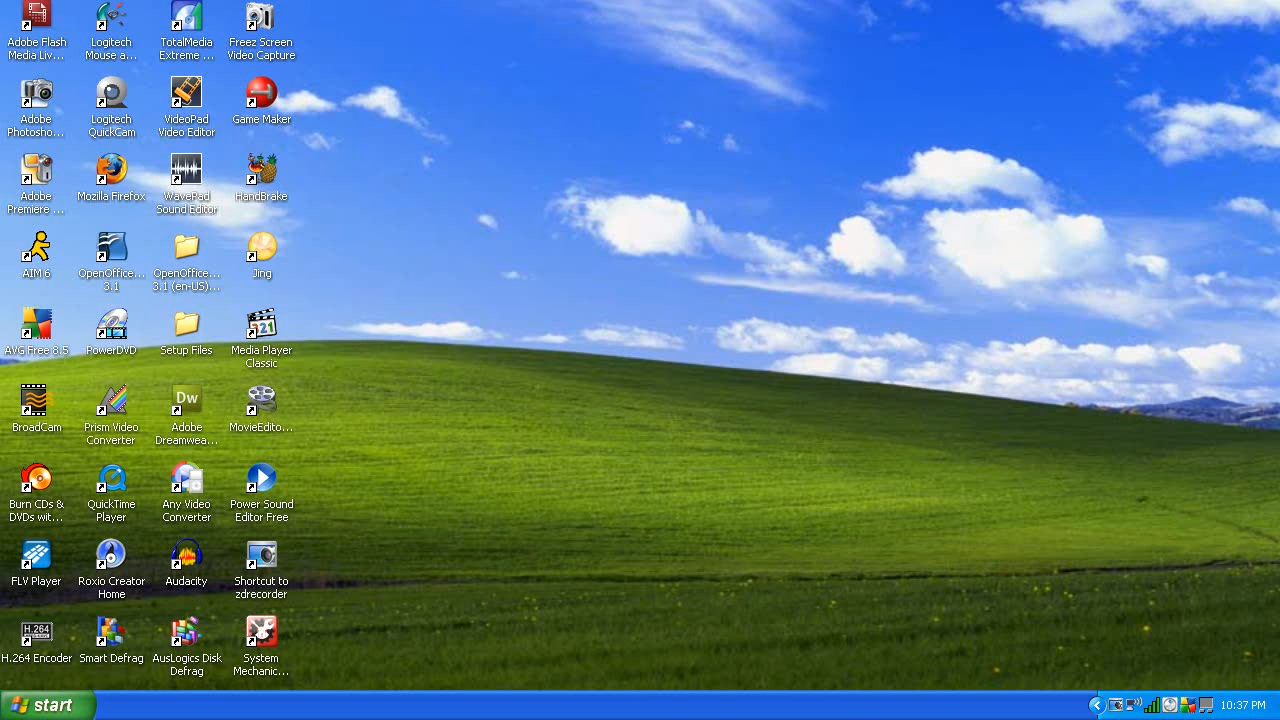 Adobe Flash
Media Liv...
Logitech
Mouse a...
TotalMedia
Extreme ...
Freez Screen
Video Capture
Adobe
Photosho...
Logitech
QuickCam
VideoPad
Video Editor
Game Maker
Adobe
Premiere ...
Mozilla Firefox
WavePad
Sound Editor
HandBrake
AIM 6
OpenOffice...
3.1
OpenOffice...
3.1 (en-US)...
Jing
AVG Free 8.5
PowerDVD
Setup Files
321
Media Player
Classic
BroadCam
Prism Video
Converter
Dw
Adobe
Dreamwea...
MovieEdito...
Burn CDs &
DVDs wit...
QuickTime
Player
Any Video
Converter
Power Sound
Editor Free
FLV Player
Roxio Creator
Home
Audacity
Shortcut to
zdrecorder
H.264
H.264 Encoder
Smart Defrag
AusLogics Disk
Defrag
System
Mechanic...
start
10:37 PM